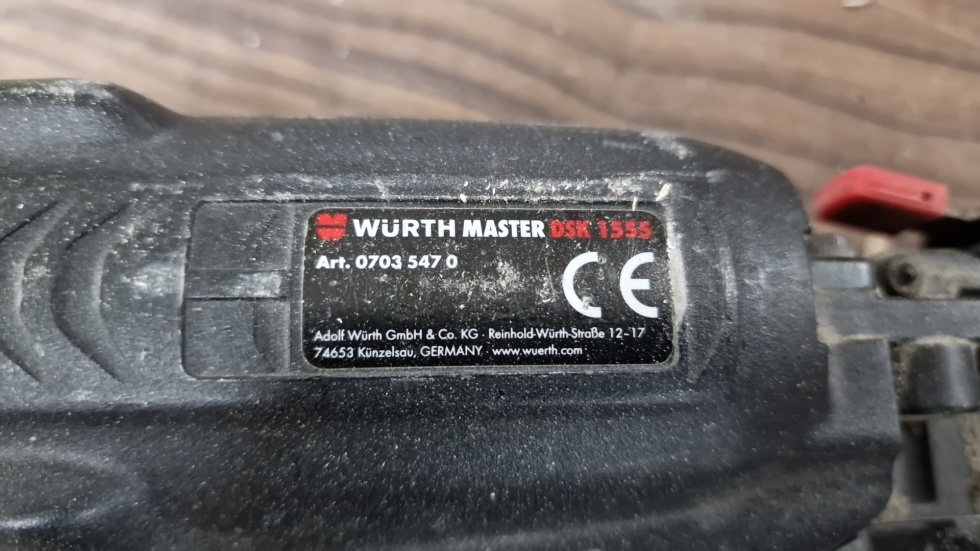 WÜRTH MASTER DSK 1555
Art. 0703 547 0
CE
Adolf Würth GmbH & Co. KG · Reinhold-Würth-Straße 12-17
74653 Künzelsau, GERMANY · www.wuerth.com